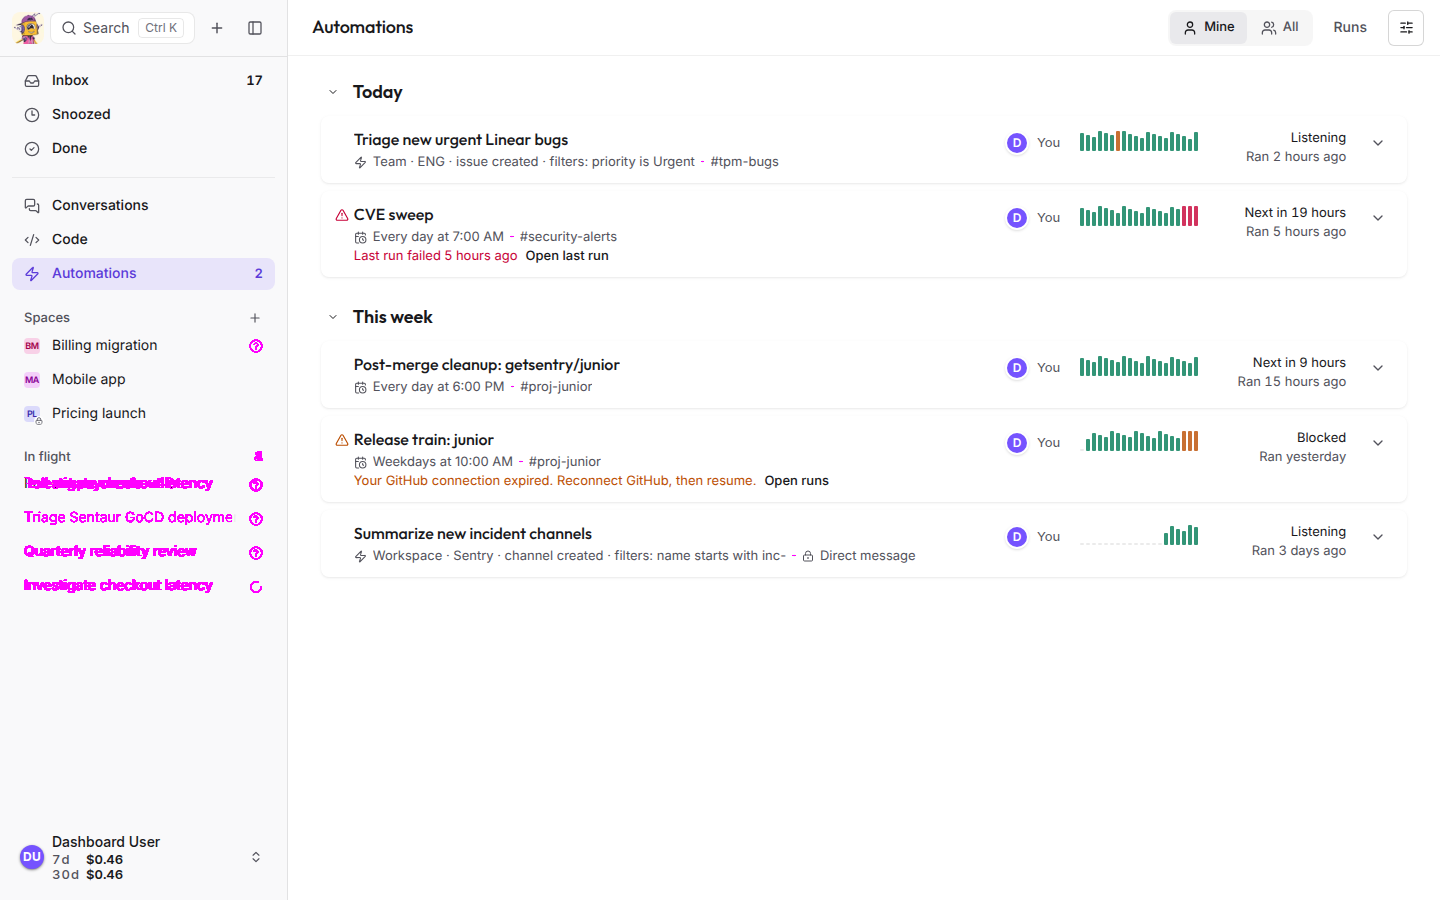 Search Ctrl K
Inbox 17
Snoozed
Done
Conversations
Code
Automations 2
Spaces
BM Billing migration
MA Mobile app
PL Pricing launch
In flight
Triage Sentaur GoCD deployme
Quarterly reliability review
Investigate checkout latency
DU Dashboard User
7d $0.46
30d $0.46
Automations
Mine All Runs
Today
Triage new urgent Linear bugs
Team · ENG · issue created · filters: priority is Urgent - #tpm-bugs
D You
Listening
Ran 2 hours ago
CVE sweep
Every day at 7:00 AM - #security-alerts
Last run failed 5 hours ago Open last run
D You
Next in 19 hours
Ran 5 hours ago
This week
Post-merge cleanup: getsentry/junior
Every day at 6:00 PM - #proj-junior
D You
Next in 9 hours
Ran 15 hours ago
Release train: junior
Weekdays at 10:00 AM - #proj-junior
Your GitHub connection expired. Reconnect GitHub, then resume. Open runs
D You
Blocked
Ran yesterday
Summarize new incident channels
Workspace · Sentry · channel created · filters: name starts with inc- - Direct message
D You
Listening
Ran 3 days ago